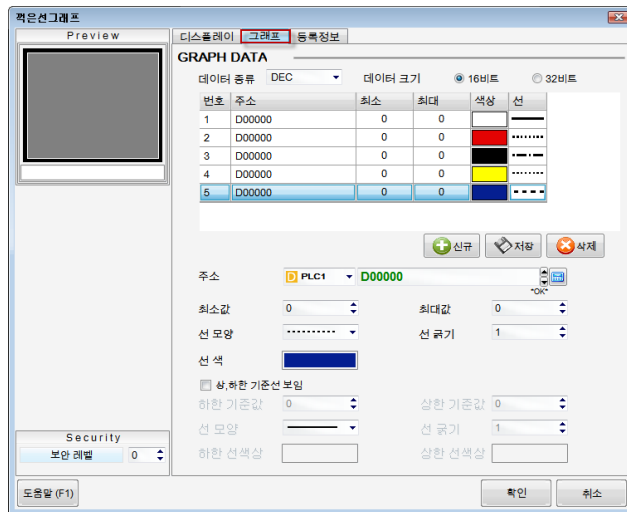 꺽은선그래프
Preview
디스플레이 그래프 등록정보
GRAPH DATA
데이터 종류 DEC 데이터 크기 16비트 32비트
번호 주소 최소 최대 색상 선
1 D00000 0 0
2 D00000 0 0
3 D00000 0 0
4 D00000 0 0
5 D00000 0 0
신규 저장 삭제
주소 D PLC1 D00000
*OK*
최소값 0 최대값 0
선 모양 선 굵기 1
선 색
상,하한 기준선 보임
하한 기준값 0 상한 기준값 0
선 모양 선 굵기 1
하한 선색상 상한 선색상
Security
보안 레벨 0
도움말 (F1) 확인 취소